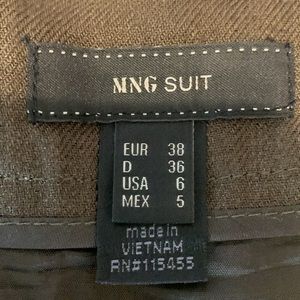 MNG SUIT
EUR 38
D 36
USA 6
MEX 5
made in
VIETNAM
RN#115455